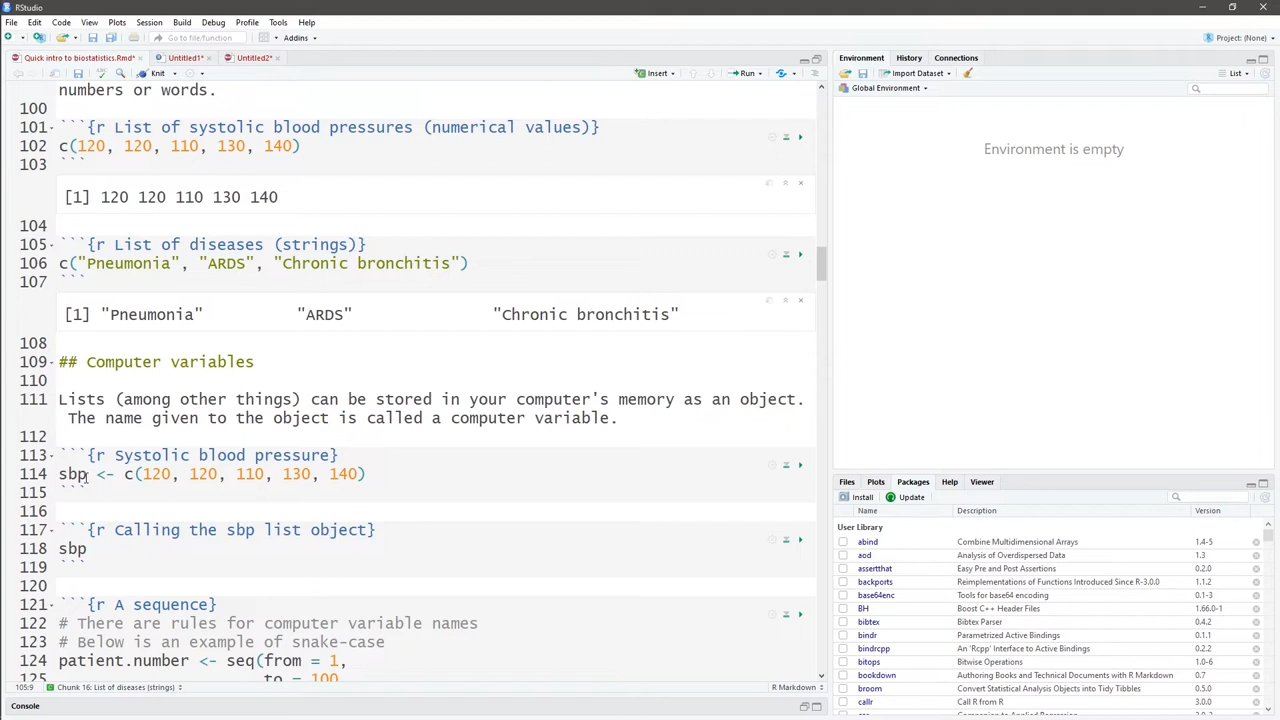 RStudio
File Edit Code View Plots Session Build Debug Profile Tools Help
Go to file/function Addins Project: (None)
Quick intro to biostatistics.Rmd* Untitled1* Untitled2*
Knit Insert Run
numbers or words.
100
101 ```{r List of systolic blood pressures (numerical values)}
102 c(120, 120, 110, 130, 140)
103 ```
[1] 120 120 110 130 140
104
105 ```{r List of diseases (strings)}
106 c("Pneumonia", "ARDS", "Chronic bronchitis")
107 ```
[1] "Pneumonia" "ARDS" "Chronic bronchitis"
108
109 ## Computer variables
110
111 Lists (among other things) can be stored in your computer's memory as an object.
The name given to the object is called a computer variable.
112
113 ```{r Systolic blood pressure}
114 sbp <- c(120, 120, 110, 130, 140)
115 ```
116
117 ```{r Calling the sbp list object}
118 sbp
119 ```
120
121 ```{r A sequence}
122 # There are rules for computer variable names
123 # Below is an example of snake-case
124 patient.number <- seq(from = 1,
125 to = 100
105:9 Chunk 16: List of diseases (strings) R Markdown
Console
Environment History Connections
Import Dataset List
Global Environment
Environment is empty
Files Plots Packages Help Viewer
Install Update
Name Description Version
User Library
abind Combine Multidimensional Arrays 1.4-5
aod Analysis of Overdispersed Data 1.3
assertthat Easy Pre and Post Assertions 0.2.0
backports Reimplementations of Functions Introduced Since R-3.0.0 1.1.2
base64enc Tools for base64 encoding 0.1-3
BH Boost C++ Header Files 1.66.0-1
bibtex Bibtex Parser 0.4.2
bindr Parametrized Active Bindings 0.1.1
bindrcpp An 'Rcpp' Interface to Active Bindings 0.2.2
bitops Bitwise Operations 1.0-6
bookdown Authoring Books and Technical Documents with R Markdown 0.7
broom Convert Statistical Analysis Objects into Tidy Tibbles 0.5.0
callr Call R from R 3.0.0